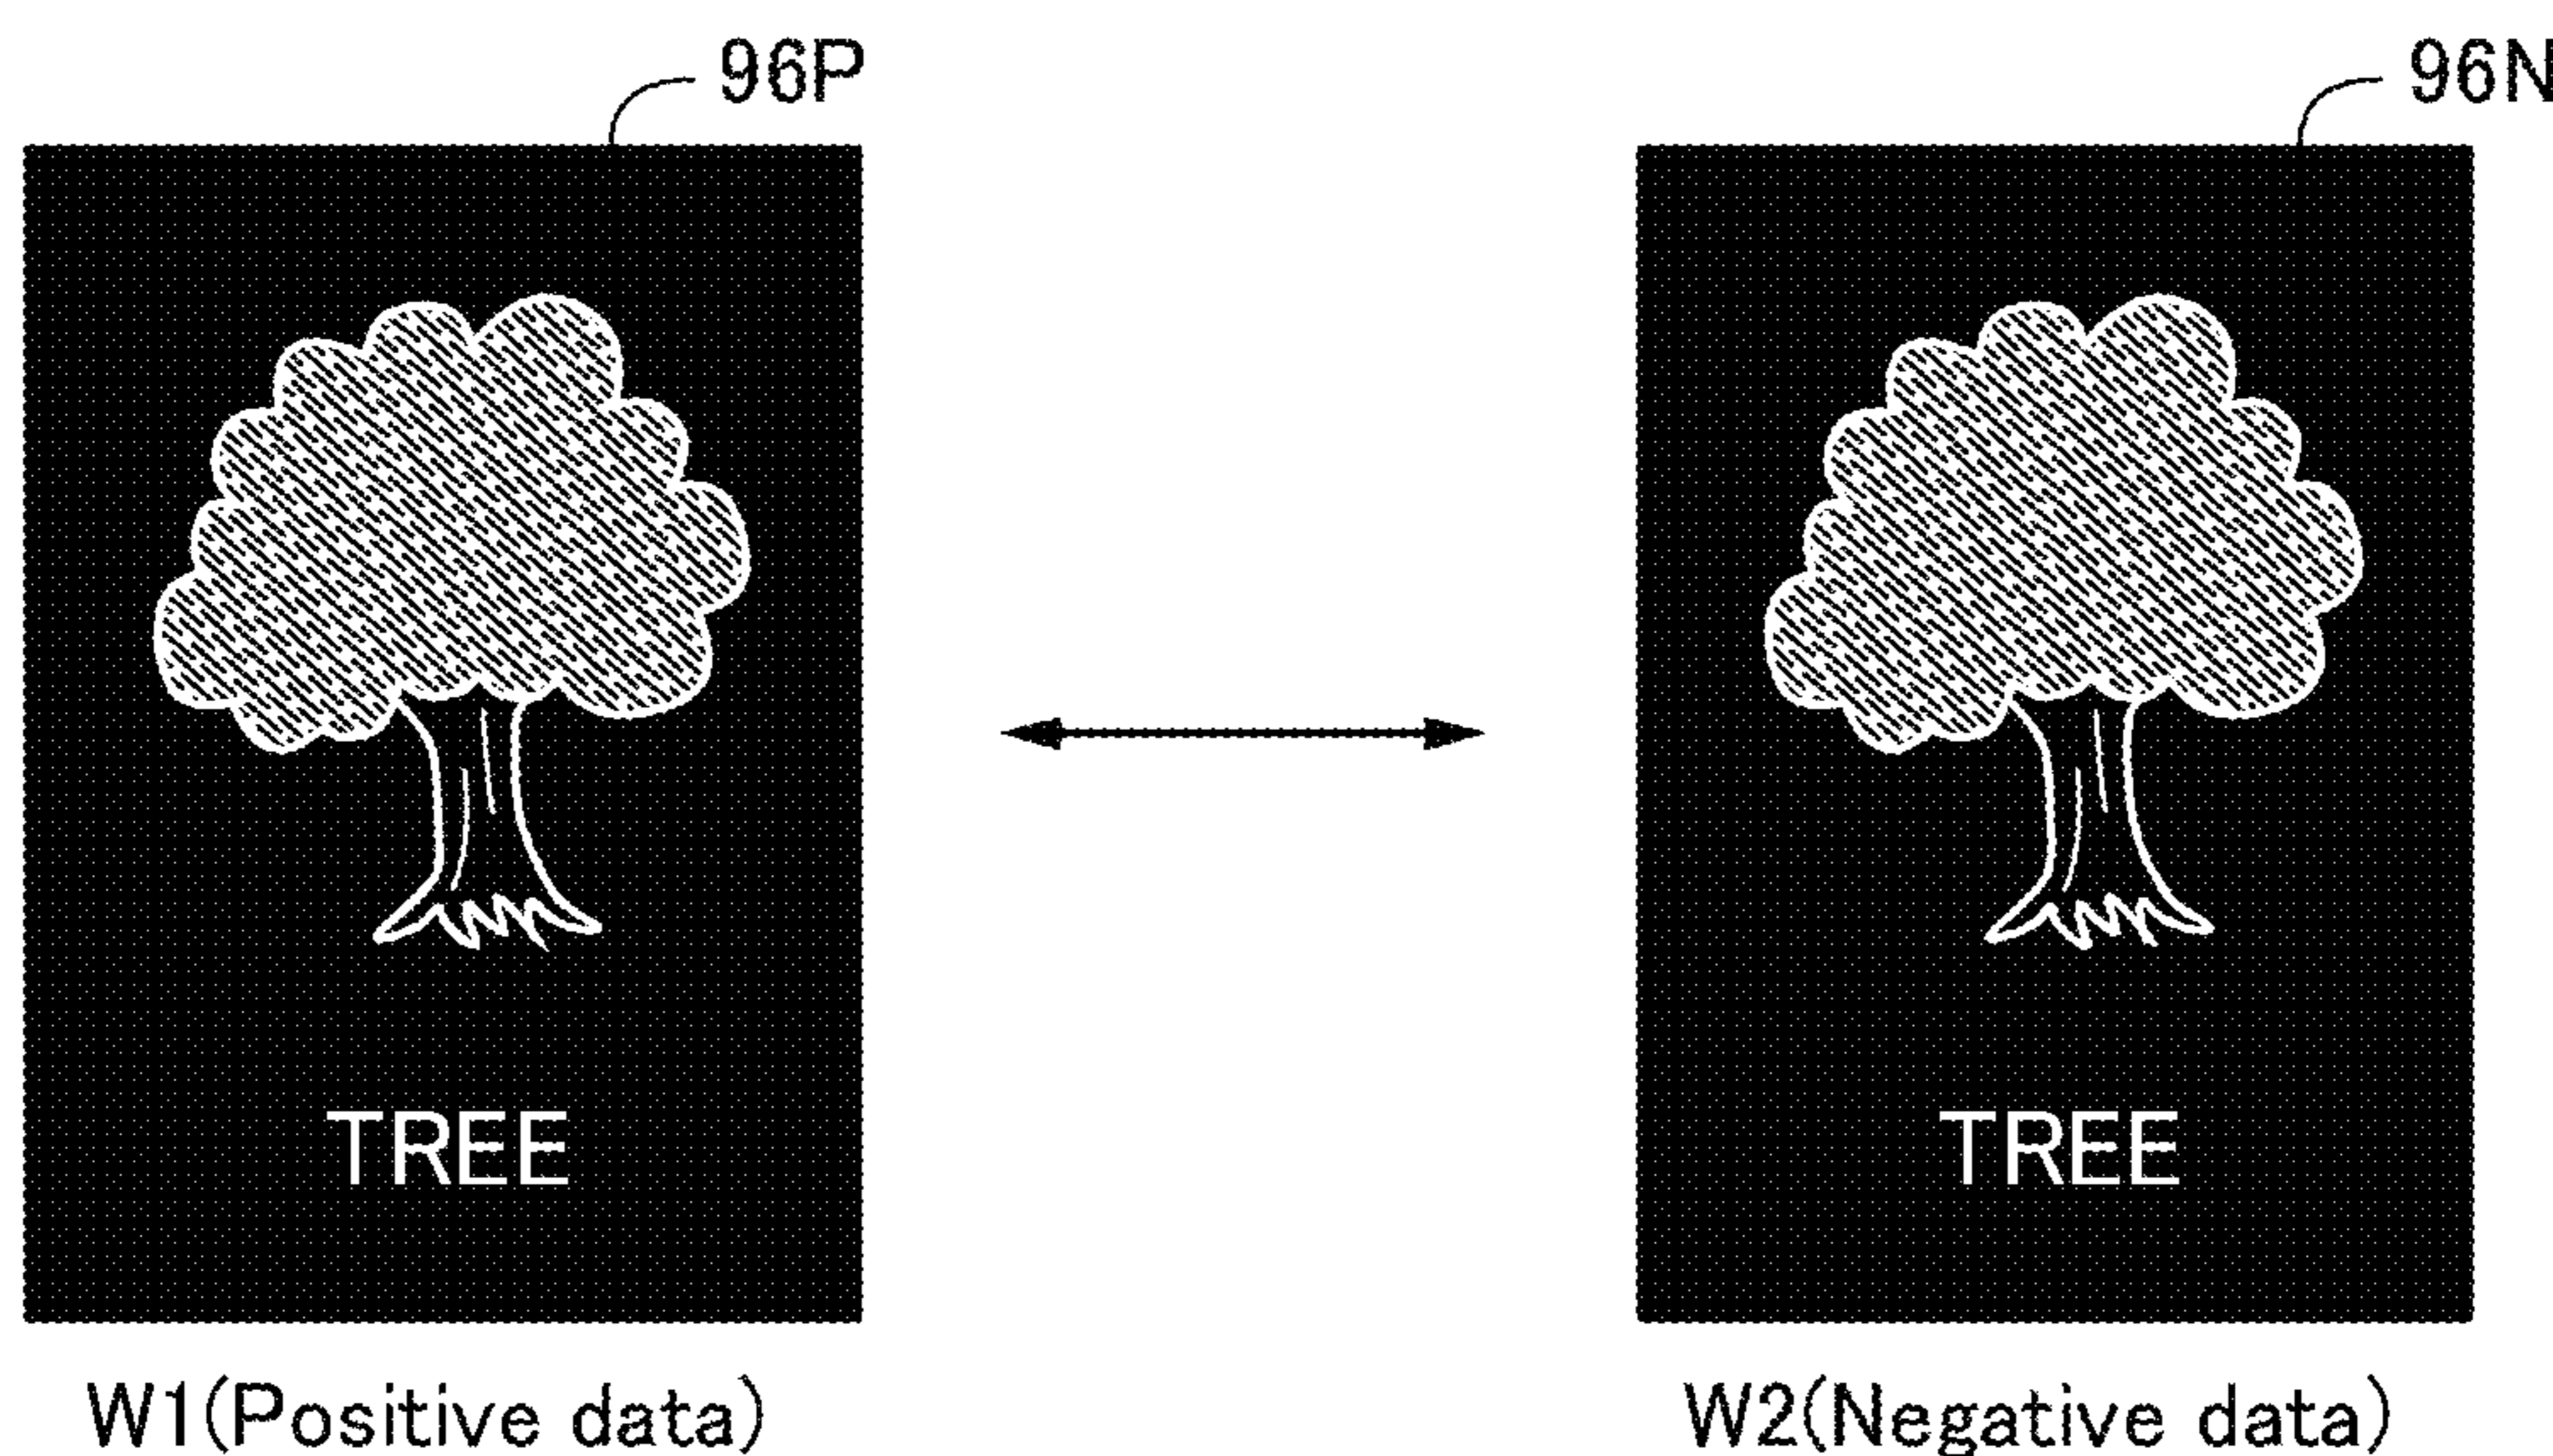 96P
96N
TREE
TREE
W1(Positive data)
W2(Negative data)